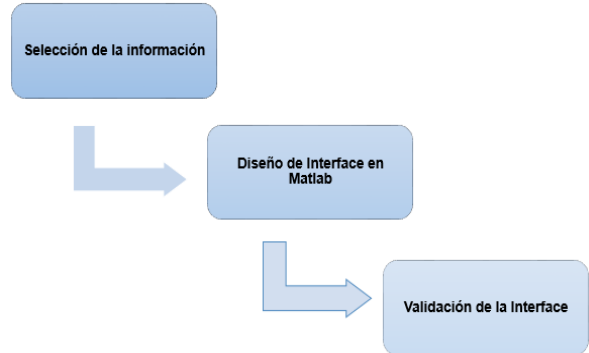 Selección de la información
Diseño de Interface en
Matlab
Validación de la Interface